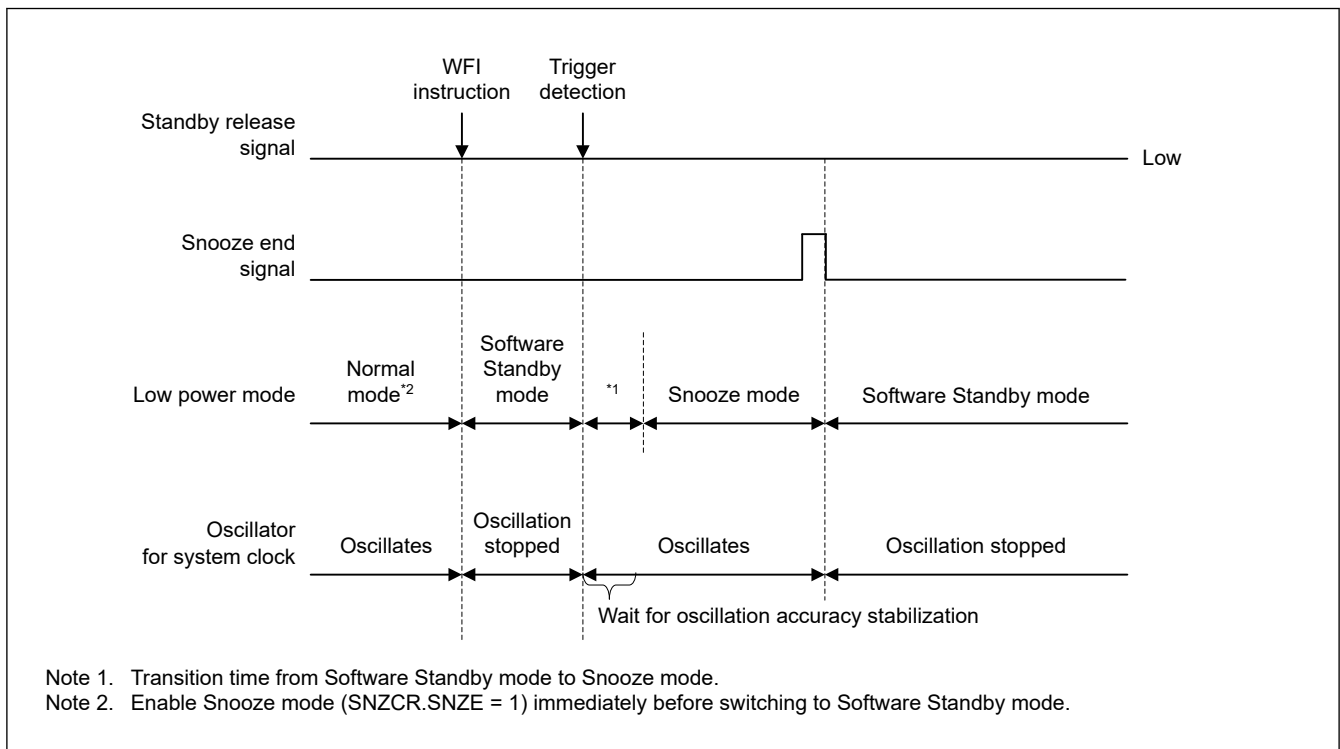 WFI
instruction
Trigger
detection
Standby release
signal
Low
Snooze end
signal
Low power mode
Normal
mode*2
Software
Standby
mode
*1
Snooze mode
Software Standby mode
Oscillator
for system clock
Oscillates
Oscillation
stopped
Oscillates
Oscillation stopped
Wait for oscillation accuracy stabilization
Note 1. Transition time from Software Standby mode to Snooze mode.
Note 2. Enable Snooze mode (SNZCR.SNZE = 1) immediately before switching to Software Standby mode.